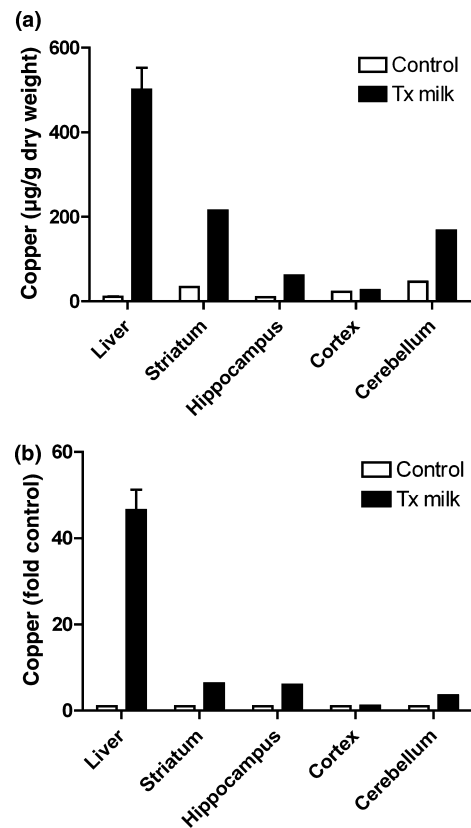 (a)
Copper (µg/g dry weight)
600
400
200
0
Control
Tx milk
Liver
Striatum
Hippocampus
Cortex
Cerebellum
(b)
Copper (fold control)
60
40
20
0
Control
Tx milk
Liver
Striatum
Hippocampus
Cortex
Cerebellum